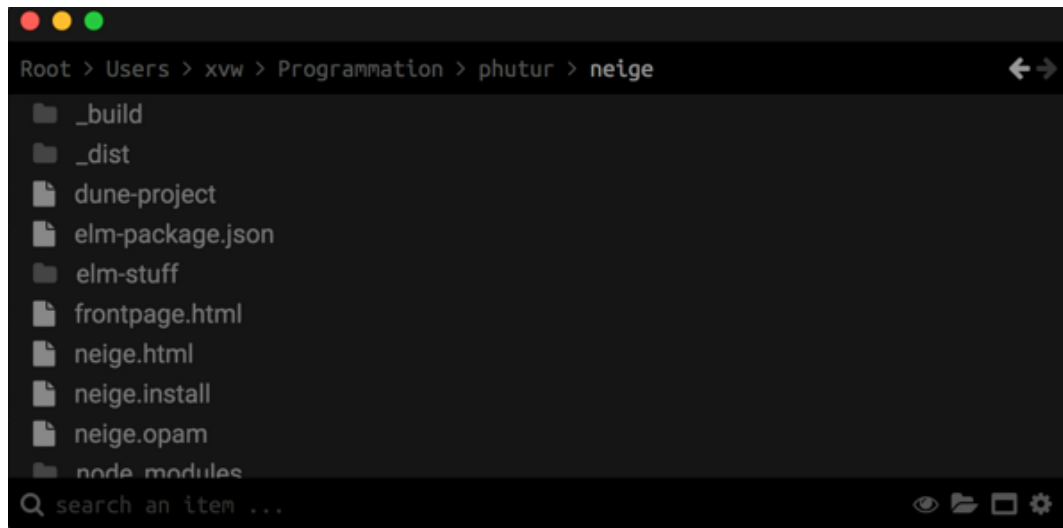 Root > Users > xvw > Programmation > phutur > neige
_build
_dist
dune-project
elm-package.json
elm-stuff
frontpage.html
neige.html
neige.install
neige.opam
node_modules
search an item ...